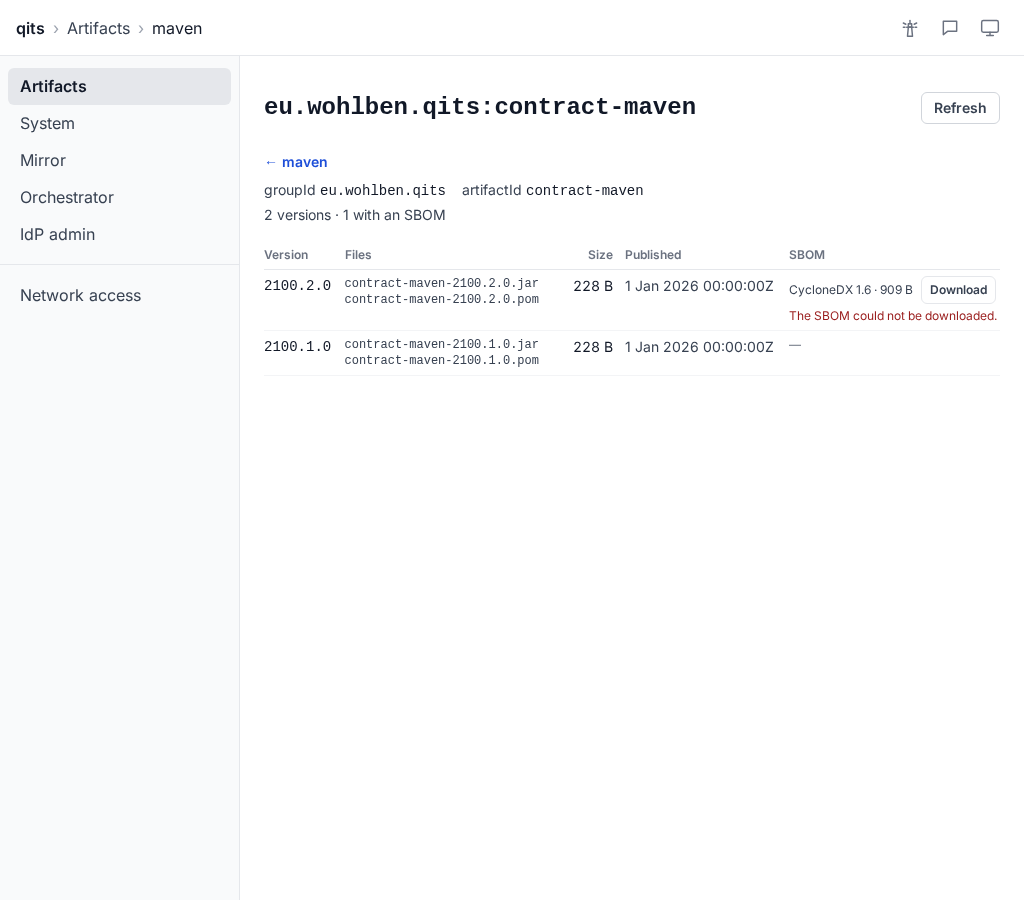 qits › Artifacts › maven
Artifacts
System
Mirror
Orchestrator
IdP admin
Network access
eu.wohlben.qits:contract-maven
Refresh
← maven
groupId eu.wohlben.qits artifactId contract-maven
2 versions · 1 with an SBOM
Version Files Size Published SBOM
2100.2.0 contract-maven-2100.2.0.jar 228 B 1 Jan 2026 00:00:00Z CycloneDX 1.6 · 909 B Download
contract-maven-2100.2.0.pom
The SBOM could not be downloaded.
2100.1.0 contract-maven-2100.1.0.jar 228 B 1 Jan 2026 00:00:00Z —
contract-maven-2100.1.0.pom